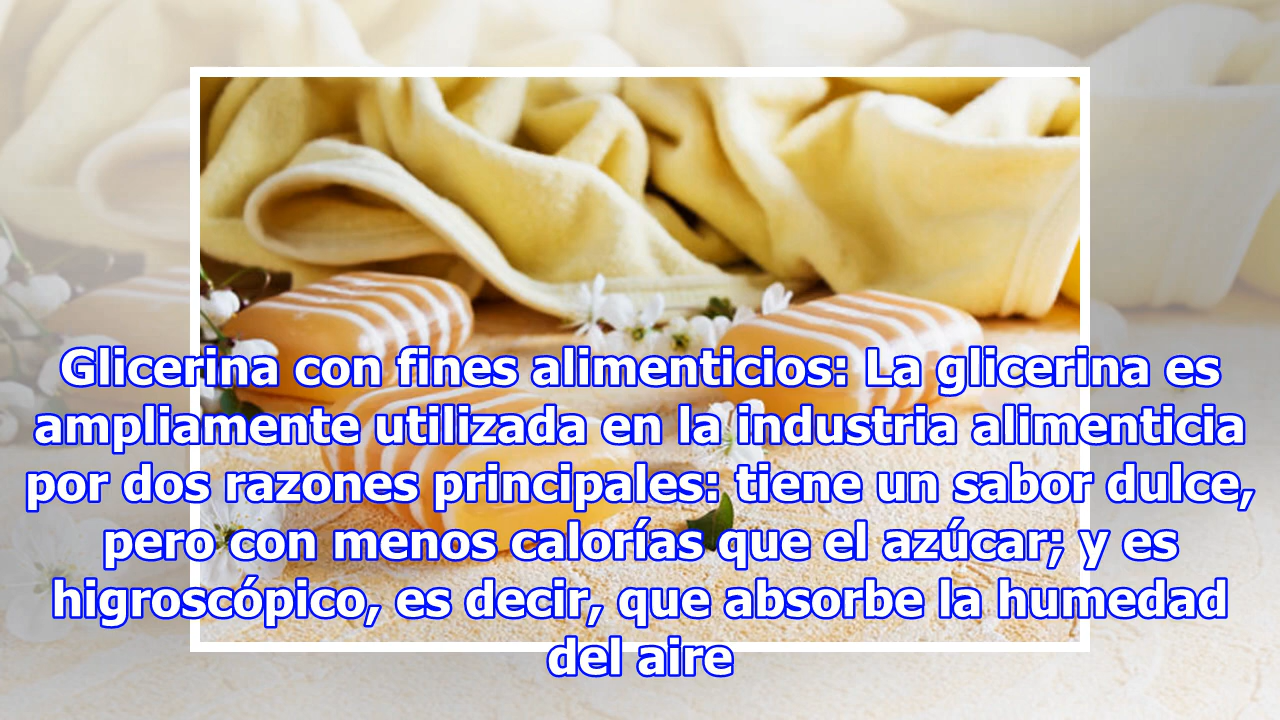 Glicerina con fines alimenticios: La glicerina es
ampliamente utilizada en la industria alimenticia
por dos razones principales: tiene un sabor dulce,
pero con menos calorías que el azúcar; y es
higroscópico, es decir, que absorbe la humedad
del aire